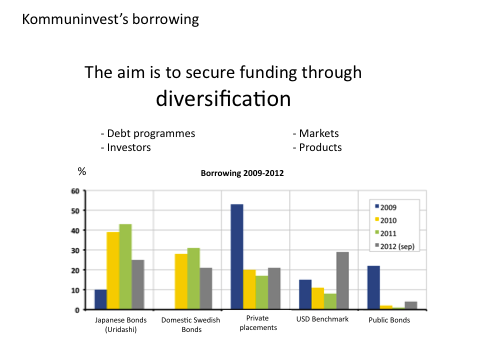 Kommuninvest's borrowing
The aim is to secure funding through
diversification
- Debt programmes
- Investors
- Markets
- Products
%
Borrowing 2009-2012
60
50
40
30
20
10
0
2009
2010
2011
2012 (sep)
Japanese Bonds
(Uridashi)
Domestic Swedish
Bonds
Private
placements
USD Benchmark
Public Bonds